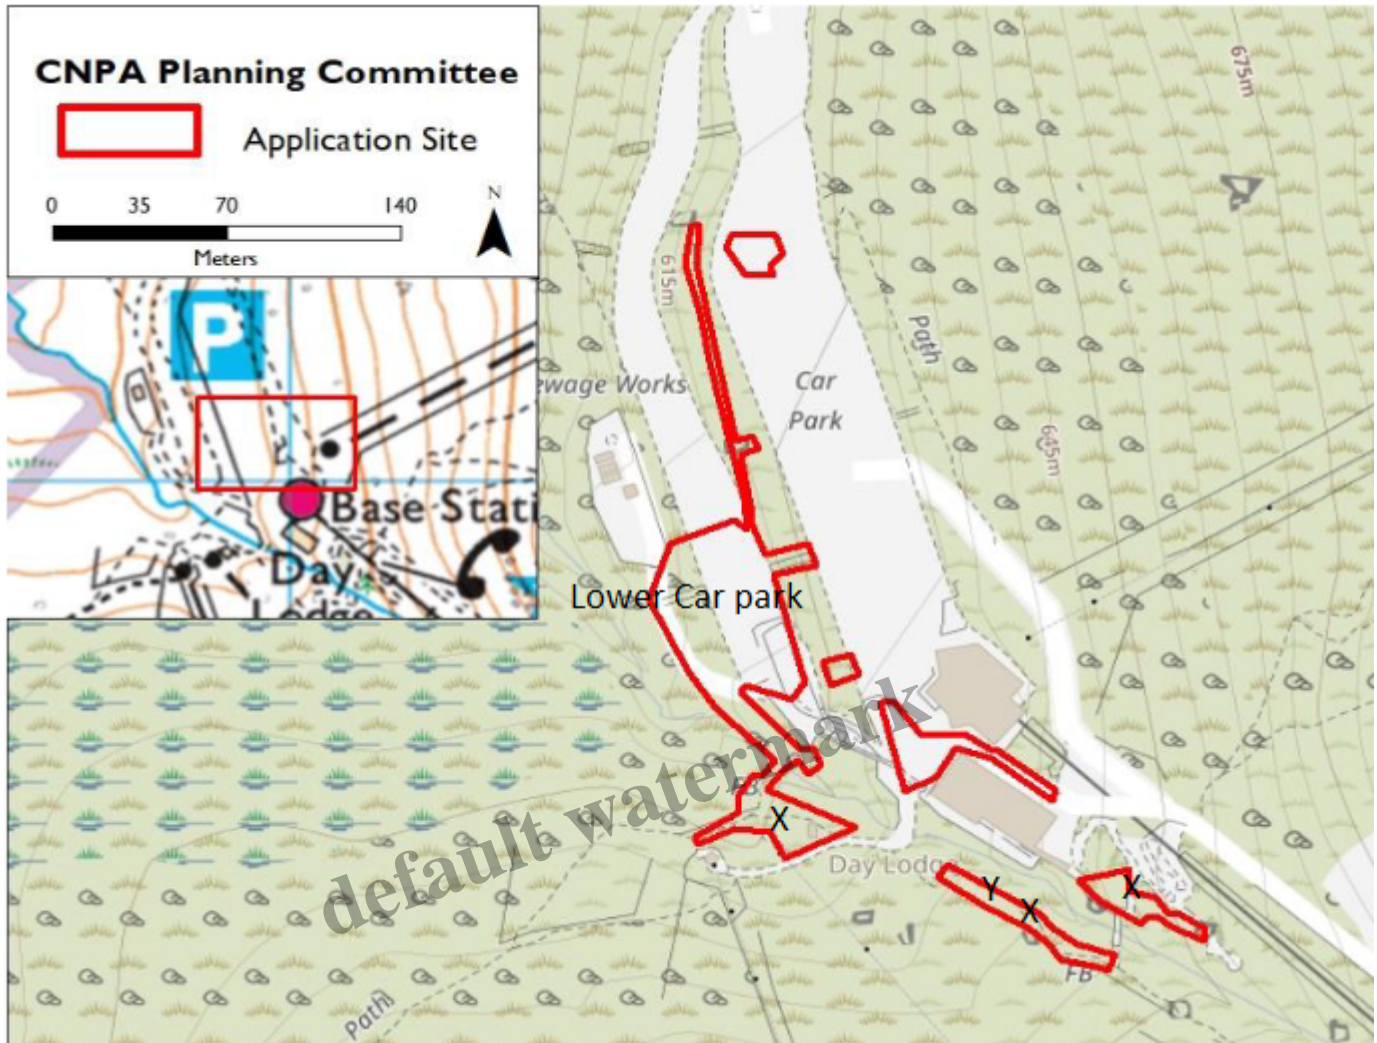 CNPA Planning Committee
Application Site
0 35 70 140
Meters
N
P
Base Stati
Day
Lodge
675m
615m
Path
ewage Works
Car
Park
645m
Lower Car park
FB
X
Day Lodge
Y
X
X
FB
Path
default watermark